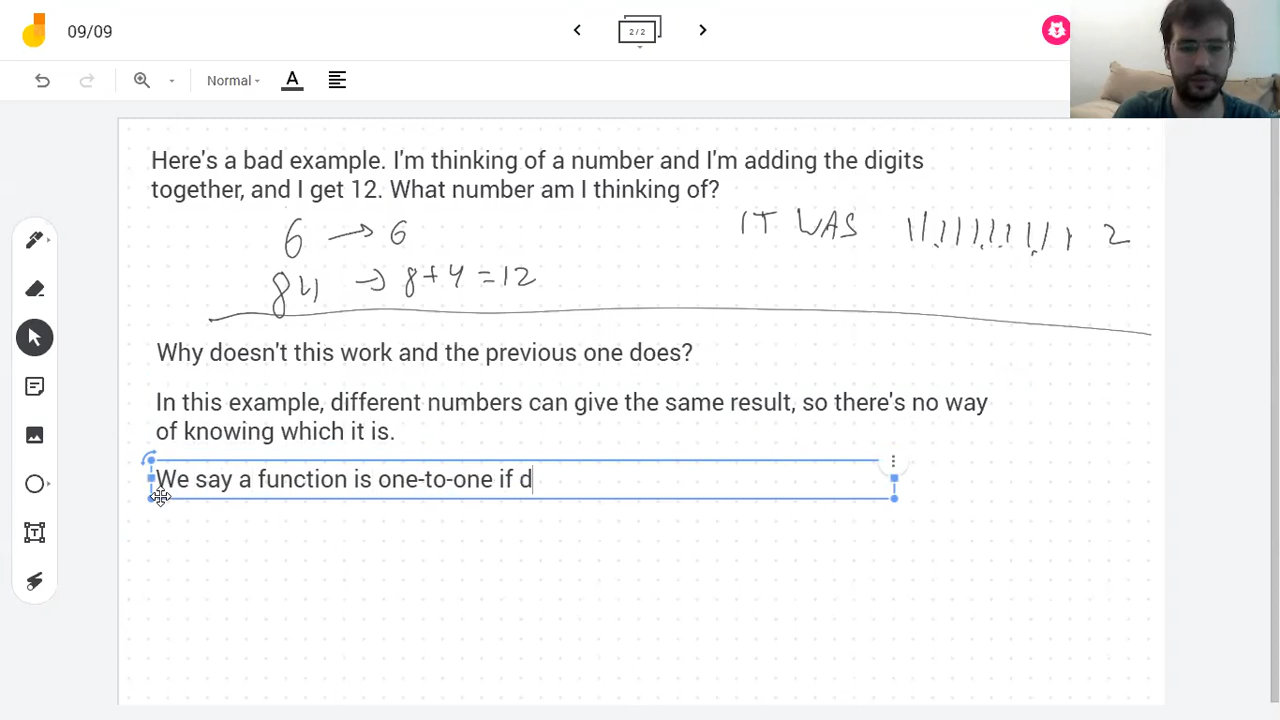 09/09
2 / 2
Normal
A
Here's a bad example. I'm thinking of a number and I'm adding the digits
together, and I get 12. What number am I thinking of?
6 → 6
IT WAS
2
84 → 8+4 =12
Why doesn't this work and the previous one does?
In this example, different numbers can give the same result, so there's no way
of knowing which it is.
We say a function is one-to-one if d